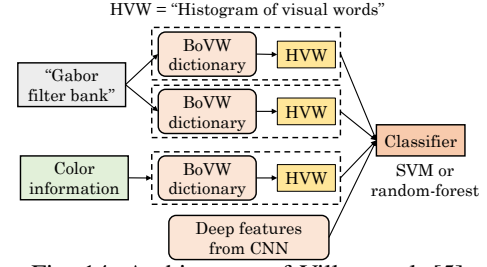 HVW = “Histogram of visual words”
BoVW
dictionary
HVW
“Gabor
filter bank”
BoVW
dictionary
HVW
Classifier
SVM or
random-forest
Color
information
BoVW
dictionary
HVW
Deep features
from CNN